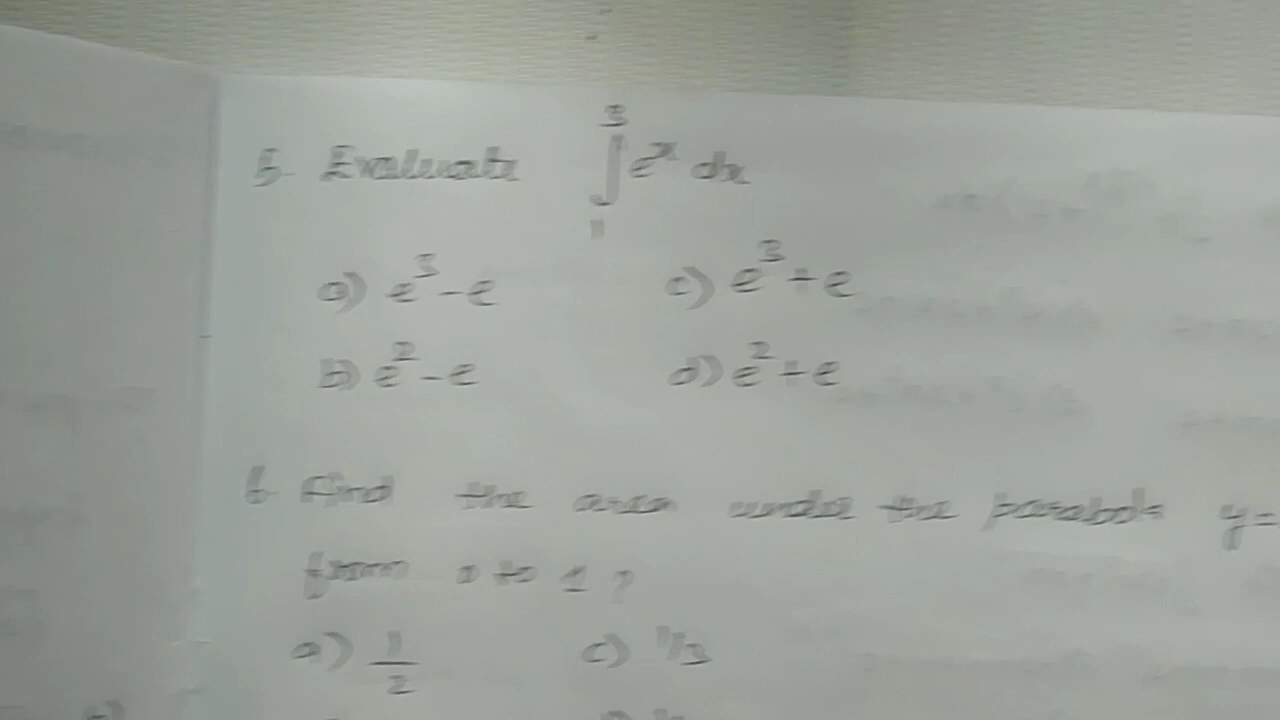 5. Evaluate ∫₁³ eˣ dx
a) e³-e c) e³+e
b) e²-e d) e²+e
6 Find the area under the parabola y=
from 0 to 1 ?
a) 1/2 c) 1/3